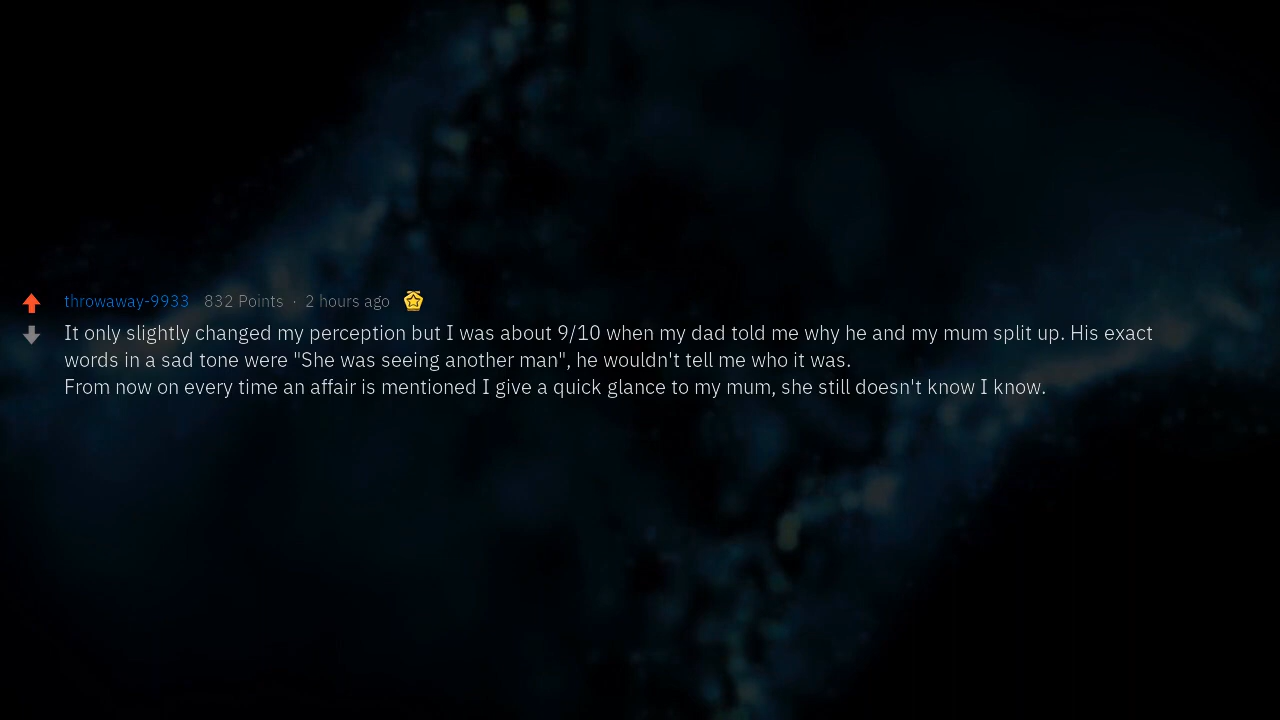 throwaway-9933 832 Points · 2 hours ago
It only slightly changed my perception but I was about 9/10 when my dad told me why he and my mum split up. His exact
words in a sad tone were "She was seeing another man", he wouldn't tell me who it was.
From now on every time an affair is mentioned I give a quick glance to my mum, she still doesn't know I know.